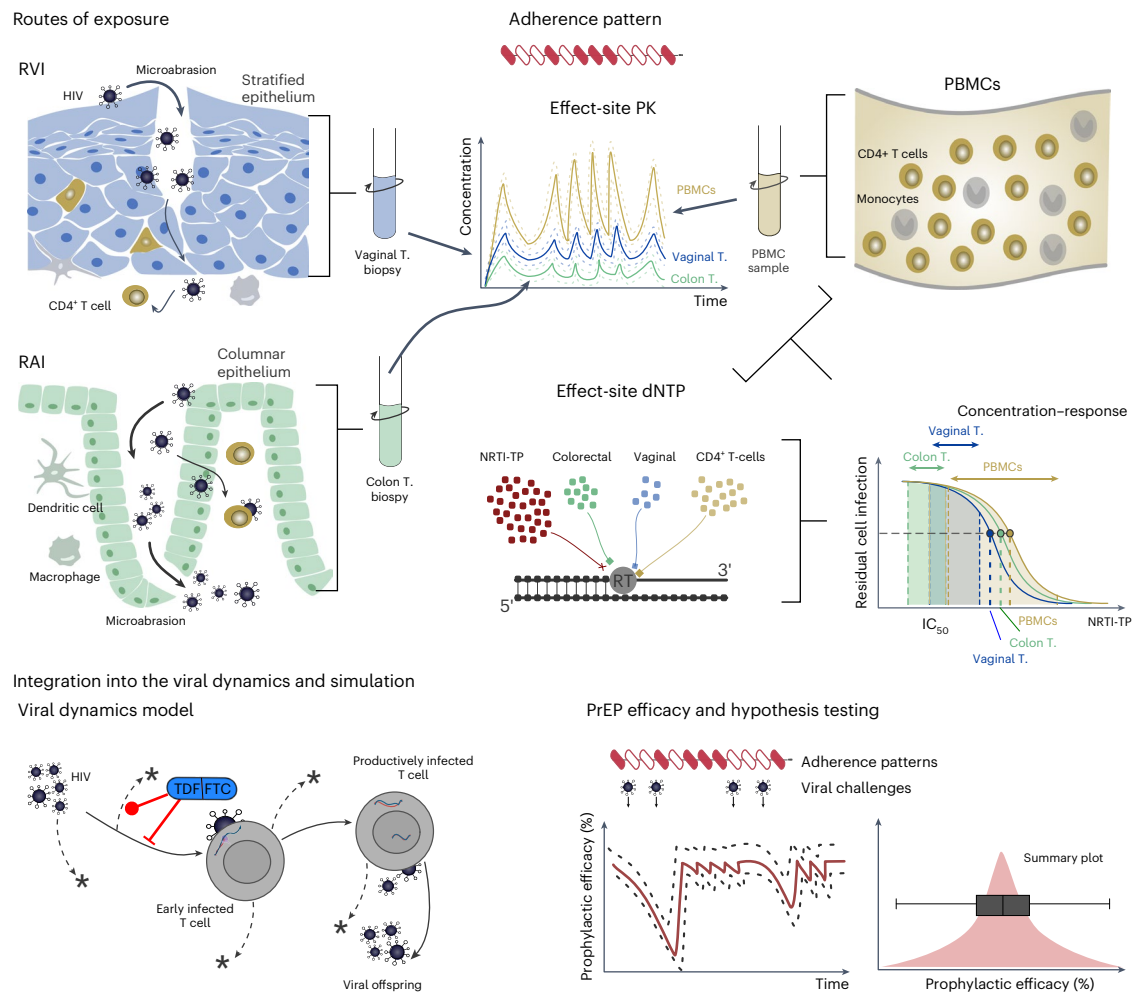 Routes of exposure
RVI
Microabrasion
HIV
Stratified
epithelium
CD4⁺ T cell
Vaginal T.
biopsy
Adherence pattern
Effect-site PK
Concentration
PBMCs
Vaginal T.
Colon T.
Time
PBMC
sample
PBMCs
CD4+ T cells
Monocytes
RAI
Columnar
epithelium
Dendritic cell
Macrophage
Microabrasion
Colon T.
biospy
Effect-site dNTP
NRTI-TP
Colorectal
Vaginal
CD4⁺ T-cells
RT
3'
5'
Concentration–response
Vaginal T.
Colon T.
PBMCs
Residual cell infection
IC₅₀
PBMCs
NRTI-TP
Colon T.
Vaginal T.
Integration into the viral dynamics and simulation
Viral dynamics model
HIV
TDF FTC
Early infected
T cell
Productively infected
T cell
Viral offspring
PrEP efficacy and hypothesis testing
Adherence patterns
Viral challenges
Prophylactic efficacy (%)
Time
Summary plot
Prophylactic efficacy (%)